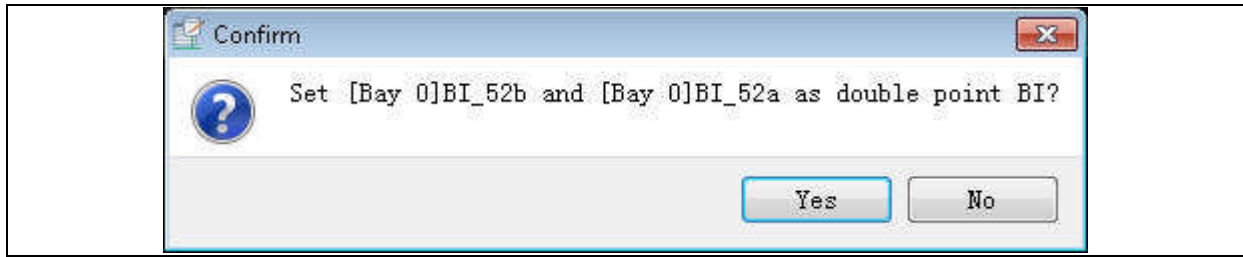 Confirm
Set [Bay 0]BI_52b and [Bay 0]BI_52a as double point BI?
Yes No